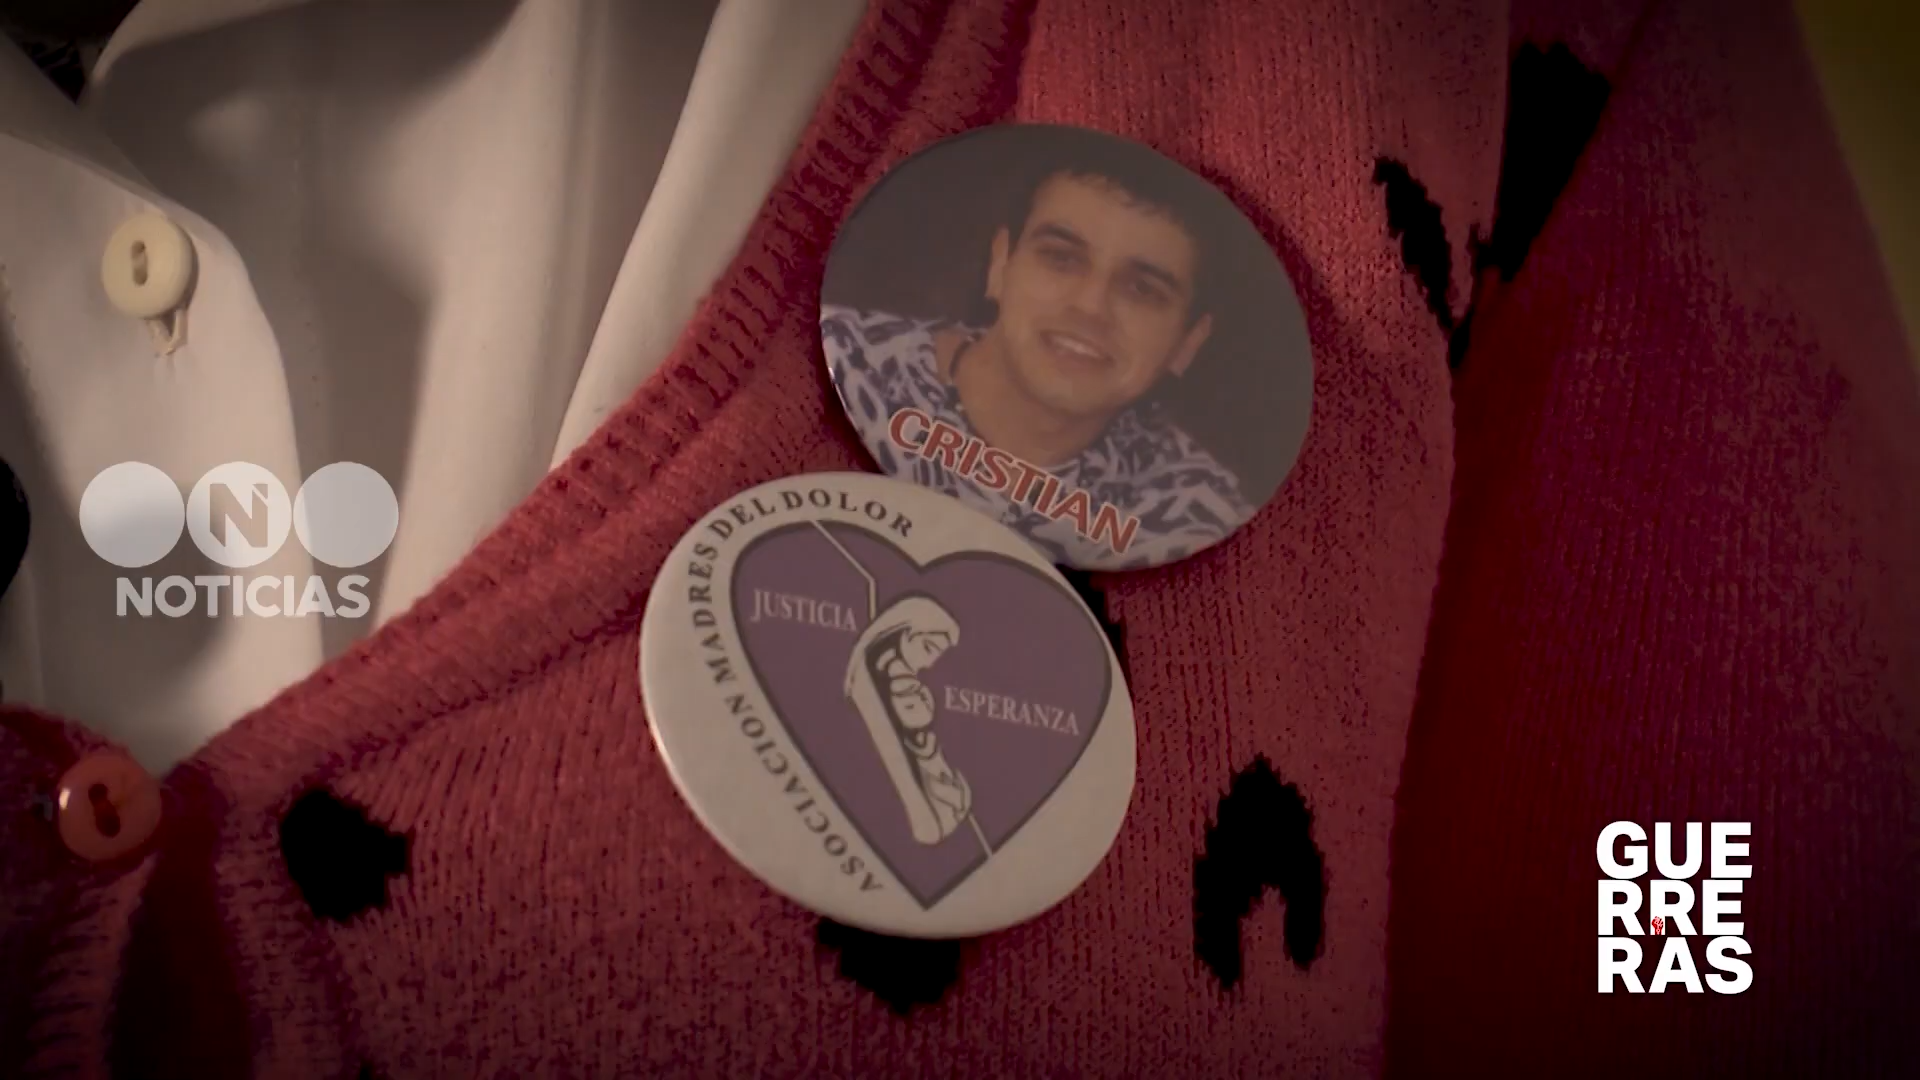 CRISTIAN
ASOCIACION MADRES DEL DOLOR
JUSTICIA
ESPERANZA
N
NOTICIAS
GUE
RRE
RAS